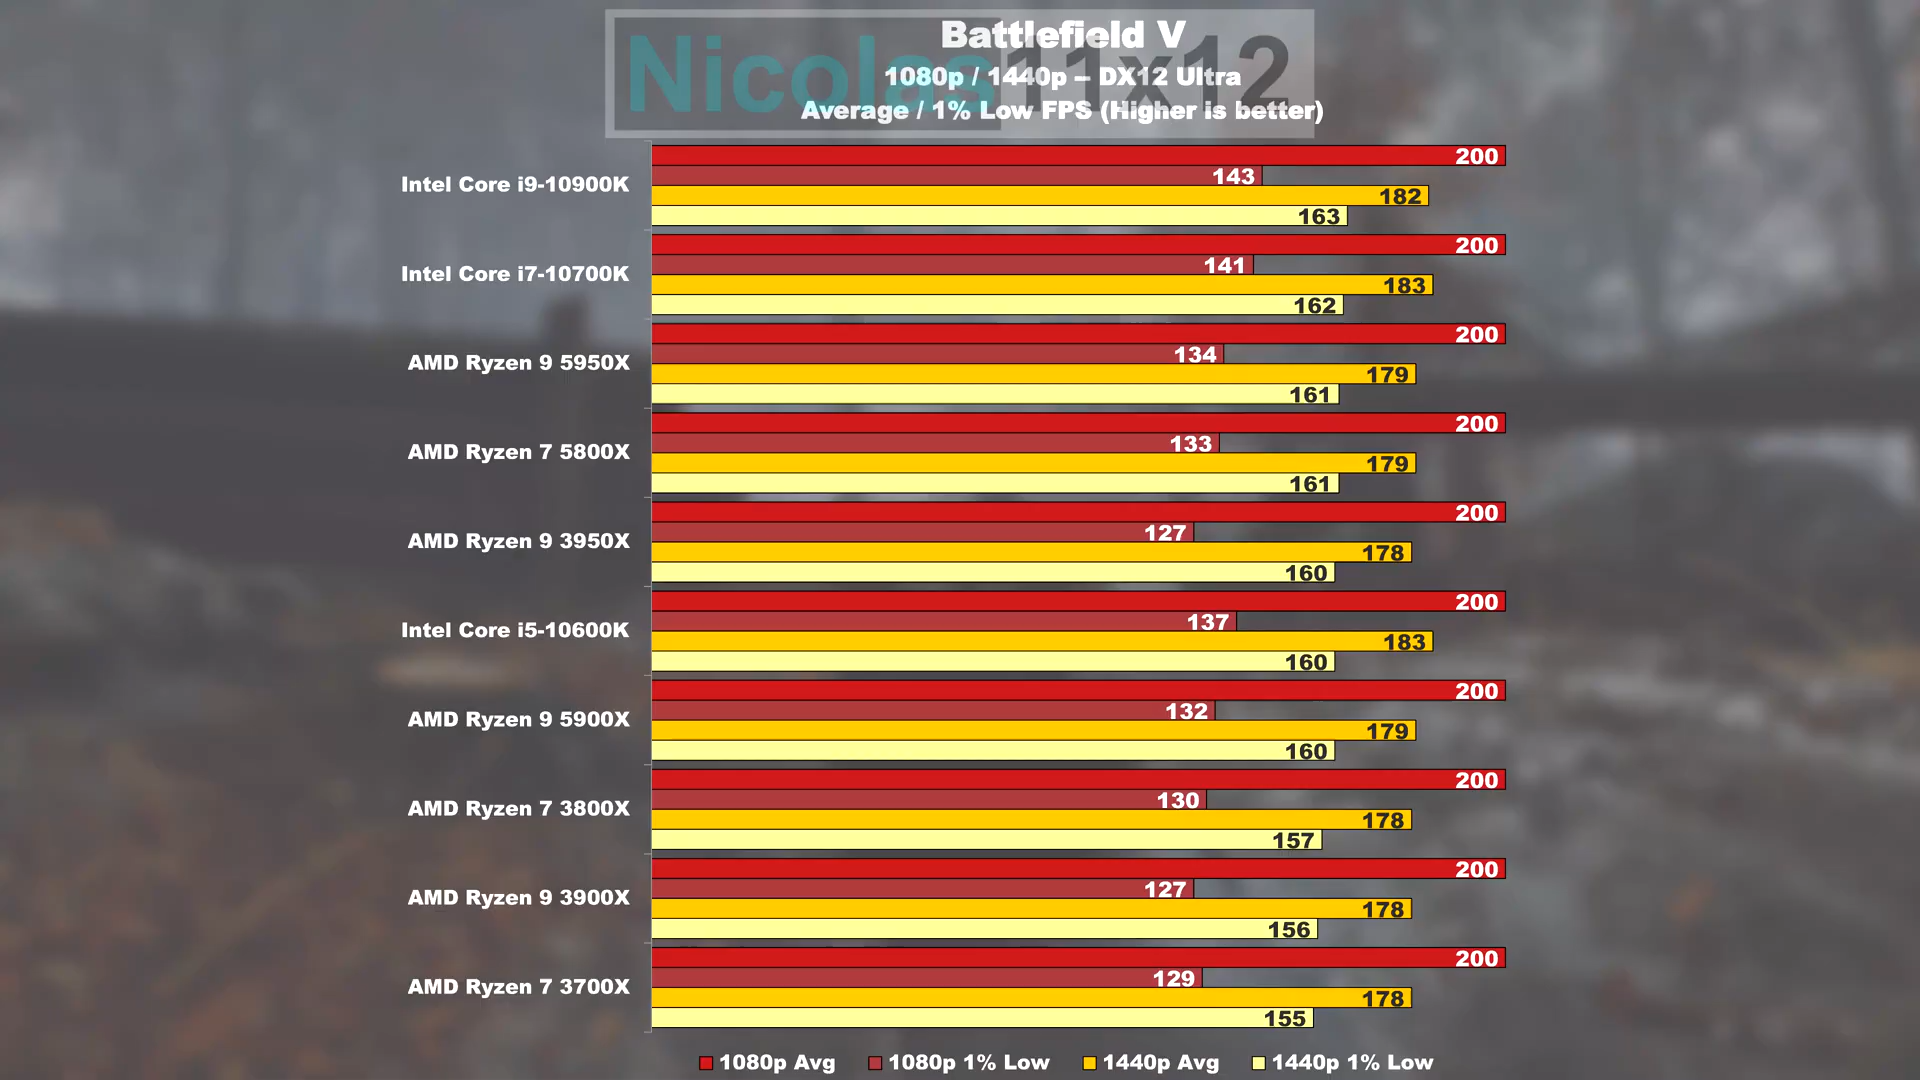 Nicolas11x12
Battlefield V
1080p / 1440p – DX12 Ultra
Average / 1% Low FPS (Higher is better)
Intel Core i9-10900K
200
143
182
163
Intel Core i7-10700K
200
141
183
162
AMD Ryzen 9 5950X
200
134
179
161
AMD Ryzen 7 5800X
200
133
179
161
AMD Ryzen 9 3950X
200
127
178
160
Intel Core i5-10600K
200
137
183
160
AMD Ryzen 9 5900X
200
132
179
160
AMD Ryzen 7 3800X
200
130
178
157
AMD Ryzen 9 3900X
200
127
178
156
AMD Ryzen 7 3700X
200
129
178
155
1080p Avg 1080p 1% Low 1440p Avg 1440p 1% Low